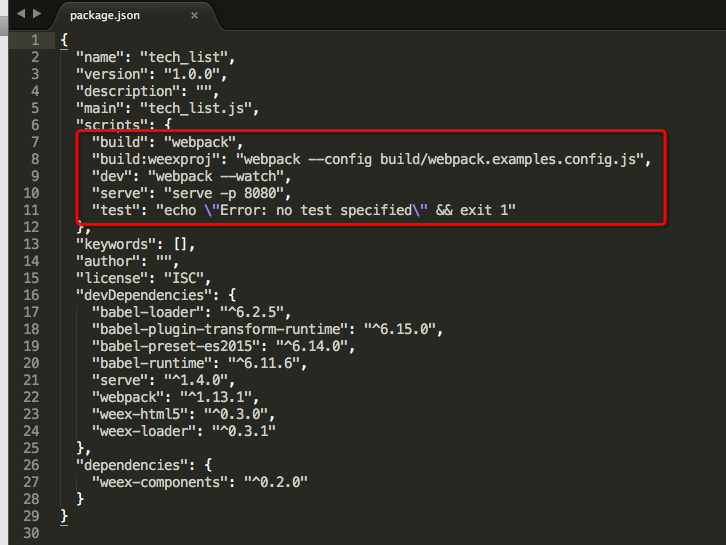 package.json ×
1 {
2 "name": "tech_list",
3 "version": "1.0.0",
4 "description": "",
5 "main": "tech_list.js",
6 "scripts": {
7 "build": "webpack",
8 "build:weexproj": "webpack --config build/webpack.examples.config.js",
9 "dev": "webpack --watch",
10 "serve": "serve -p 8080",
11 "test": "echo \"Error: no test specified\" && exit 1"
12 },
13 "keywords": [],
14 "author": "",
15 "license": "ISC",
16 "devDependencies": {
17 "babel-loader": "^6.2.5",
18 "babel-plugin-transform-runtime": "^6.15.0",
19 "babel-preset-es2015": "^6.14.0",
20 "babel-runtime": "^6.11.6",
21 "serve": "^1.4.0",
22 "webpack": "^1.13.1",
23 "weex-html5": "^0.3.0",
24 "weex-loader": "^0.3.1"
25 },
26 "dependencies": {
27 "weex-components": "^0.2.0"
28 }
29 }
30